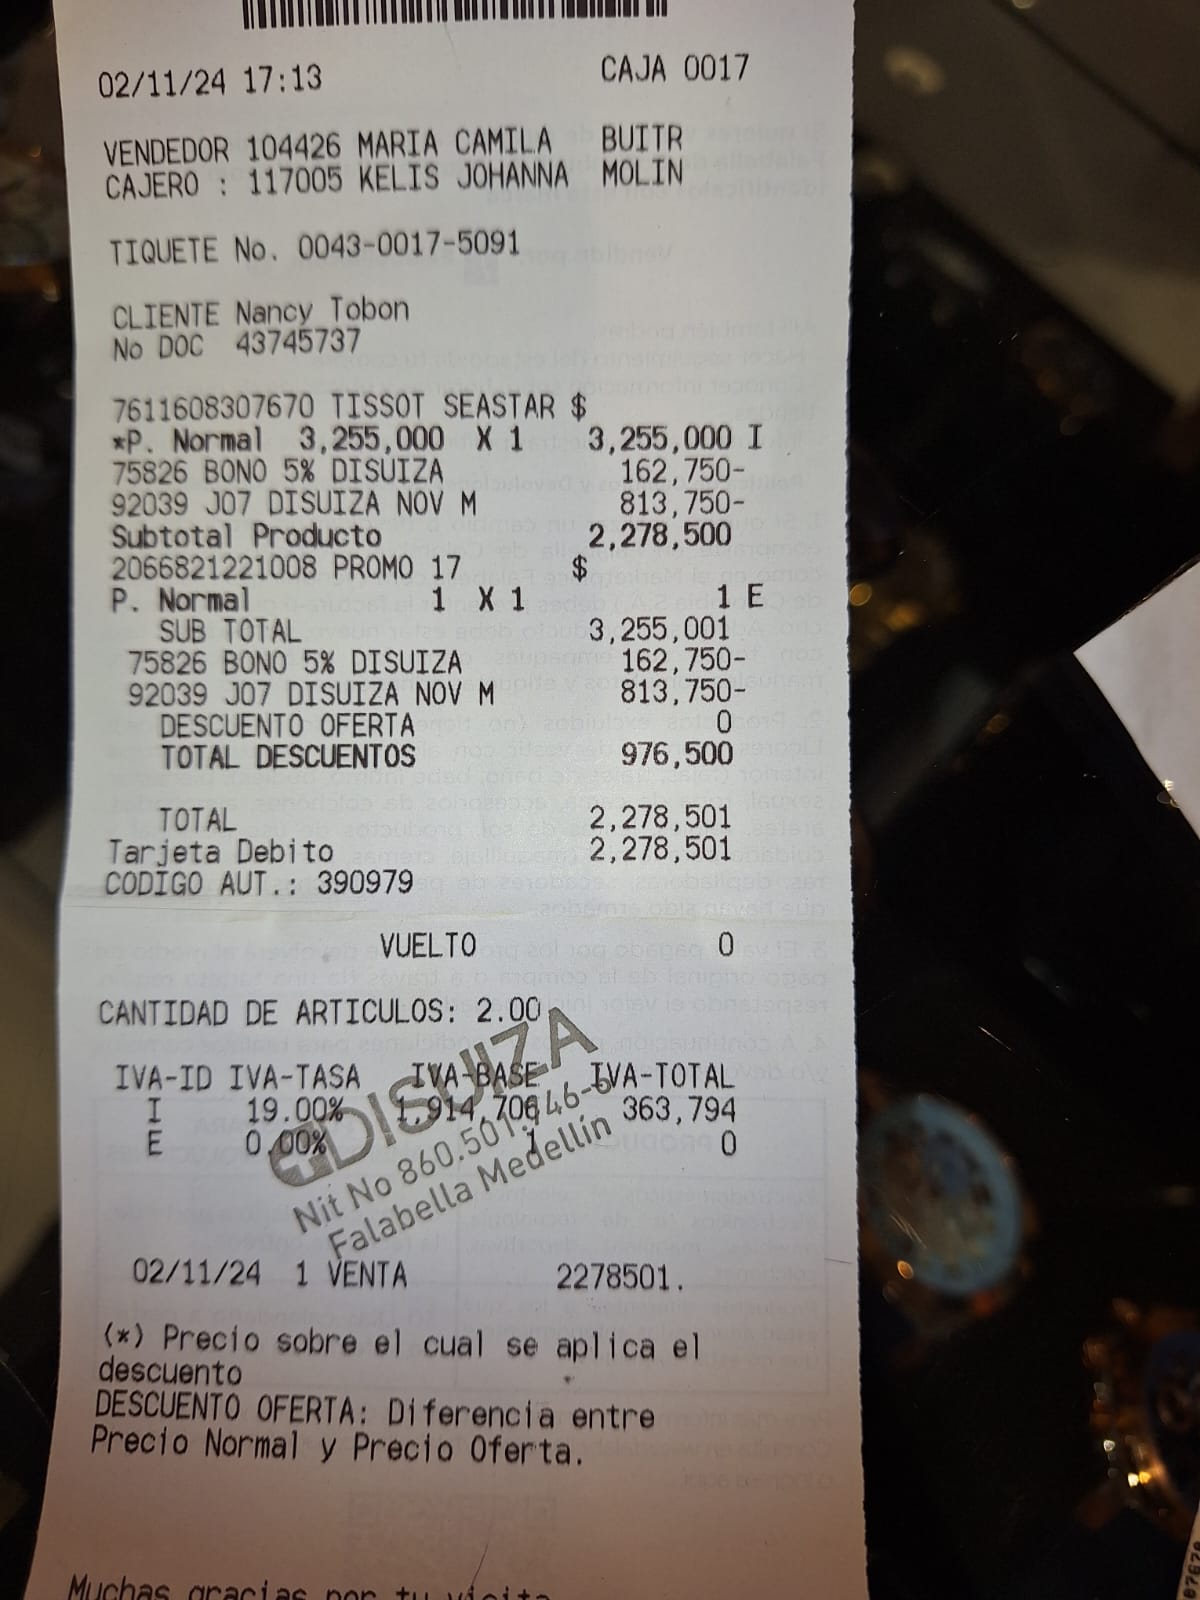 02/11/24 17:13 CAJA 0017
VENDEDOR 104426 MARIA CAMILA BUITR
CAJERO : 117005 KELIS JOHANNA MOLIN
TIQUETE No. 0043-0017-5091
CLIENTE Nancy Tobon
No DOC 43745737
7611608307670 TISSOT SEASTAR $
*P. Normal 3,255,000 X 1 3,255,000 I
75826 BONO 5% DISUIZA 162,750-
92039 J07 DISUIZA NOV M 813,750-
Subtotal Producto 2,278,500
2066821221008 PROMO 17 $
P. Normal 1 X 1 1 E
SUB TOTAL 3,255,001
75826 BONO 5% DISUIZA 162,750-
92039 J07 DISUIZA NOV M 813,750-
DESCUENTO OFERTA 0
TOTAL DESCUENTOS 976,500
TOTAL 2,278,501
Tarjeta Debito 2,278,501
CODIGO AUT.: 390979
VUELTO 0
CANTIDAD DE ARTICULOS: 2.00
IVA-ID IVA-TASA IVA-BASE IVA-TOTAL
I 19.00% 1,914,706 363,794
E 0.00% 1 0
DISUIZA
Nit No
Falabella Medellín
02/11/24 1 VENTA 2278501.
(*) Precio sobre el cual se aplica el
descuento
DESCUENTO OFERTA: Diferencia entre
Precio Normal y Precio Oferta.
Muchas gracias por tu visita